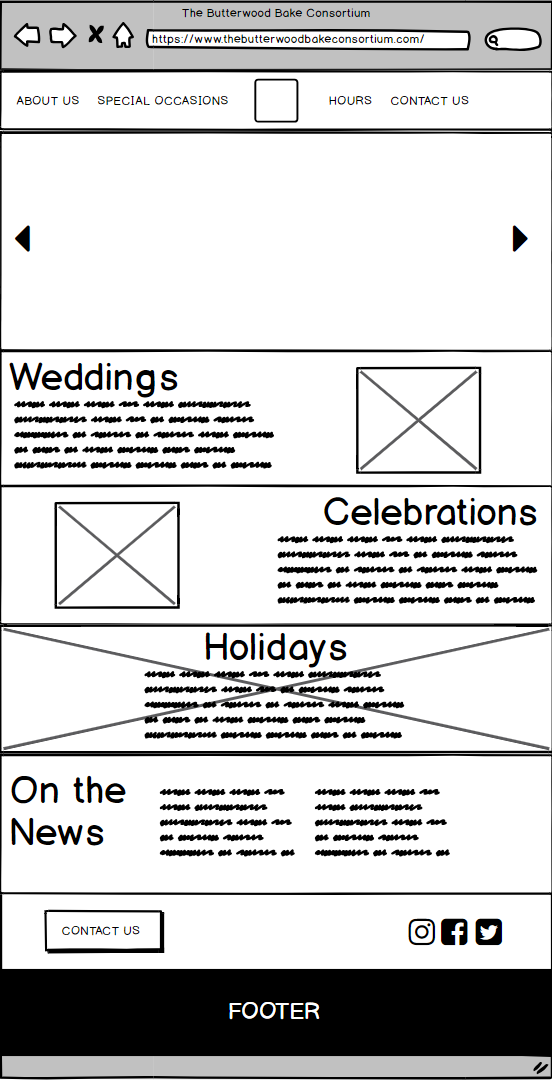 The Butterwood Bake Consortium
https://www.thebutterwoodbakeconsortium.com/
ABOUT US SPECIAL OCCASIONS HOURS CONTACT US
Weddings
Celebrations
Holidays
On the
News
CONTACT US
FOOTER